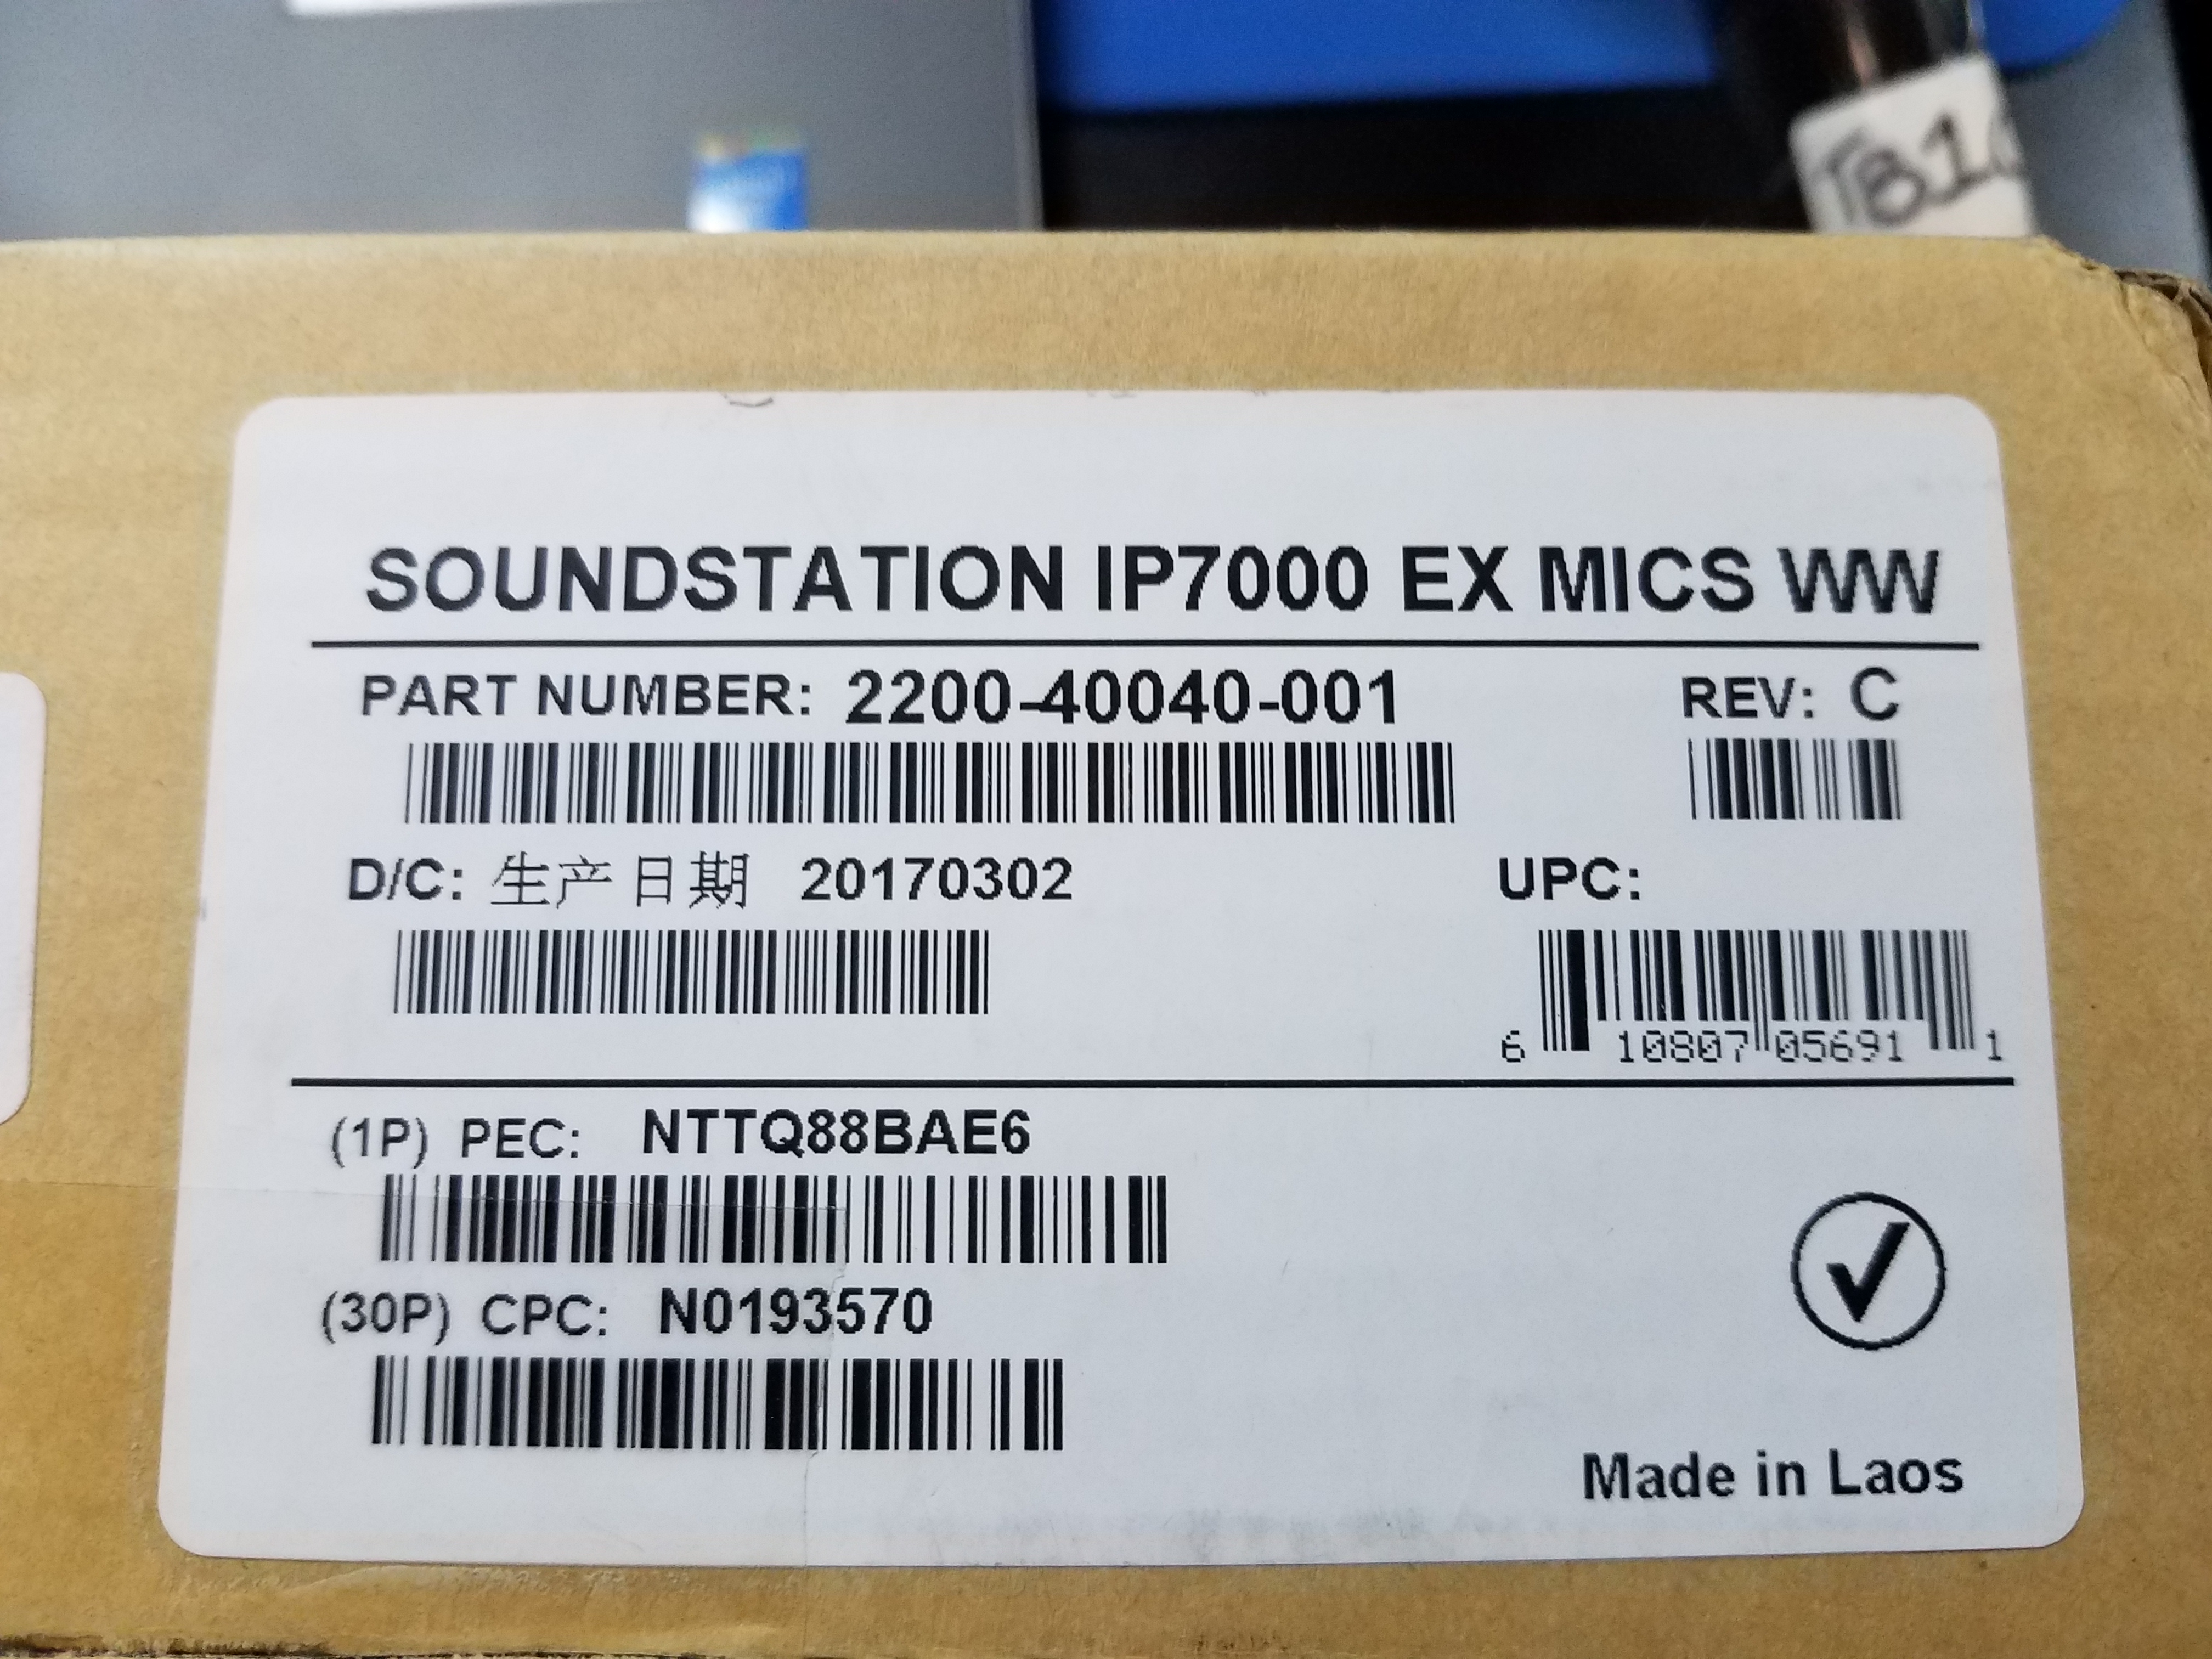 SOUNDSTATION IP7000 EX MICS WW
PART NUMBER: 2200-40040-001
REV: C
D/C: 生产日期 20170302
UPC:
6 10807 05691 1
(1P) PEC: NTTQ88BAE6
(30P) CPC: N0193570
Made in Laos